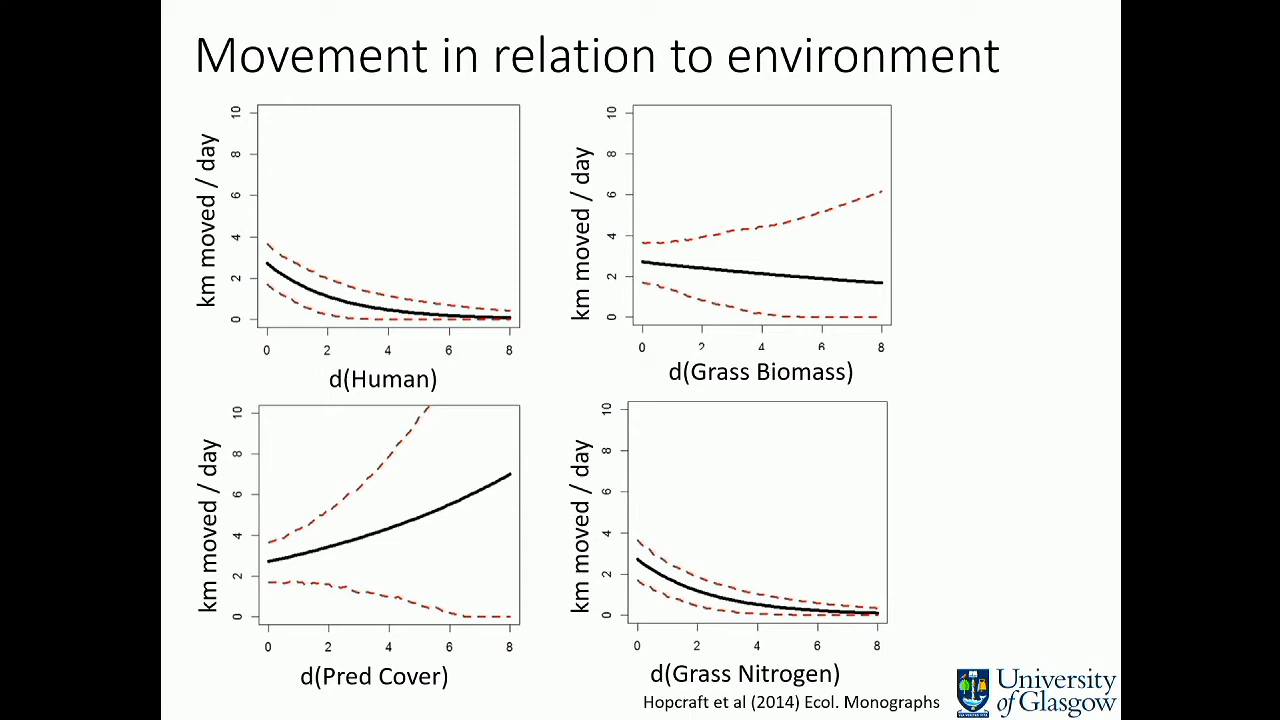 Movement in relation to environment
km moved / day
10
8
6
4
2
0
0 2 4 6 8
d(Human)
km moved / day
10
8
6
4
2
0
0 2 4 6 8
d(Grass Biomass)
km moved / day
10
8
6
4
2
0
0 2 4 6 8
d(Pred Cover)
km moved / day
10
8
6
4
2
0
0 2 4 6 8
d(Grass Nitrogen)
Hopcraft et al (2014) Ecol. Monographs
University
of Glasgow